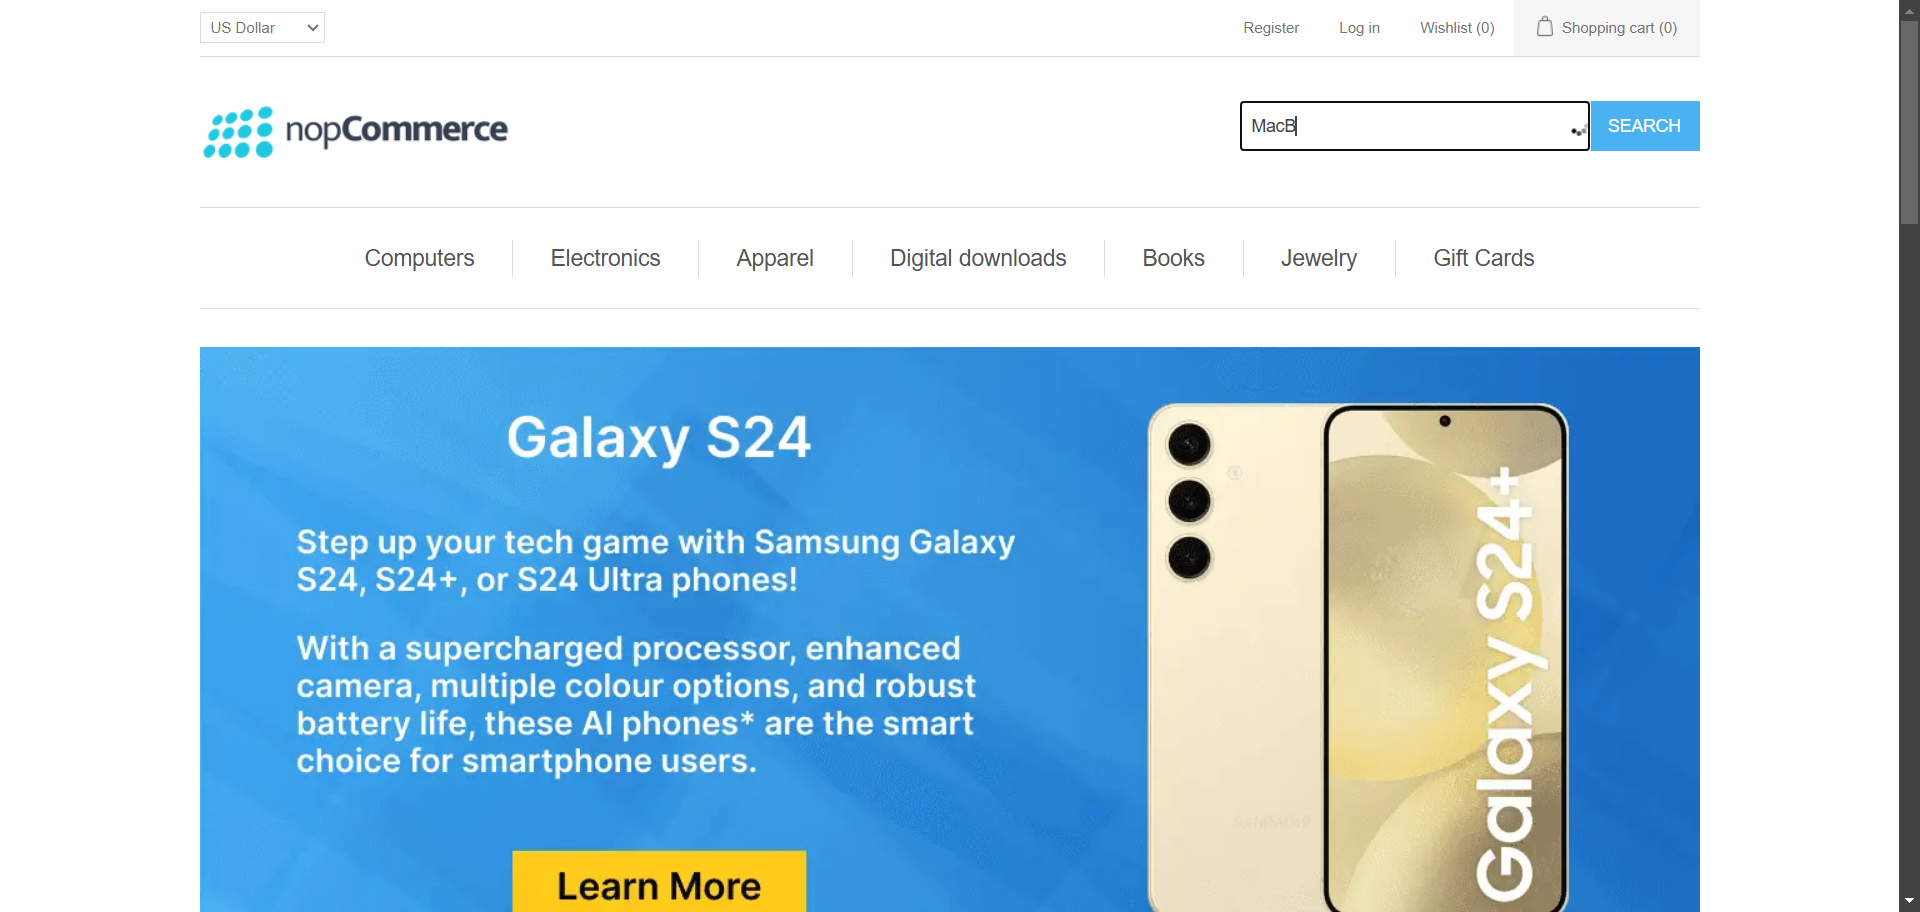 US Dollar
Register
Log in
Wishlist (0)
Shopping cart (0)
nopCommerce
MacB
SEARCH
Computers
Electronics
Apparel
Digital downloads
Books
Jewelry
Gift Cards
Galaxy S24
Step up your tech game with Samsung Galaxy
S24, S24+, or S24 Ultra phones!
With a supercharged processor, enhanced
camera, multiple colour options, and robust
battery life, these AI phones* are the smart
choice for smartphone users.
Learn More
SAMSUNG
Galaxy S24+